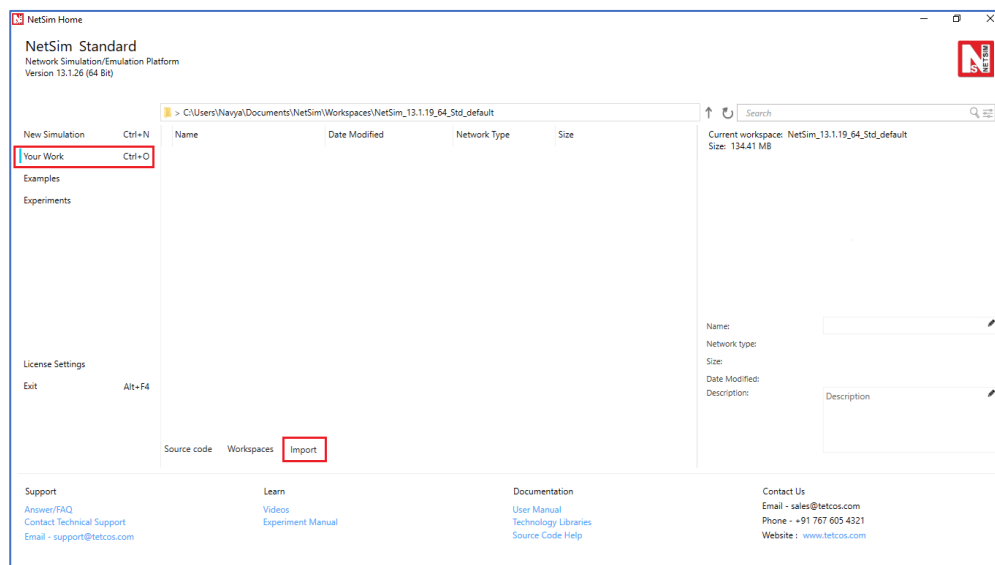 NetSim Home
NetSim Standard
Network Simulation/Emulation Platform
Version 13.1.26 (64 Bit)
NETSIM
> C:\Users\Navya\Documents\NetSim\Workspaces\NetSim_13.1.19_64_Std_default
Search
New Simulation Ctrl+N
Your Work Ctrl+O
Examples
Experiments
License Settings
Exit Alt+F4
Name Date Modified Network Type Size
Source code Workspaces Import
Current workspace: NetSim_13.1.19_64_Std_default
Size: 134.41 MB
Name:
Network type:
Size:
Date Modified:
Description: Description
Support
Answer/FAQ
Contact Technical Support
Email - support@tetcos.com
Learn
Videos
Experiment Manual
Documentation
User Manual
Technology Libraries
Source Code Help
Contact Us
Email - sales@tetcos.com
Phone - +91 767 605 4321
Website : www.tetcos.com